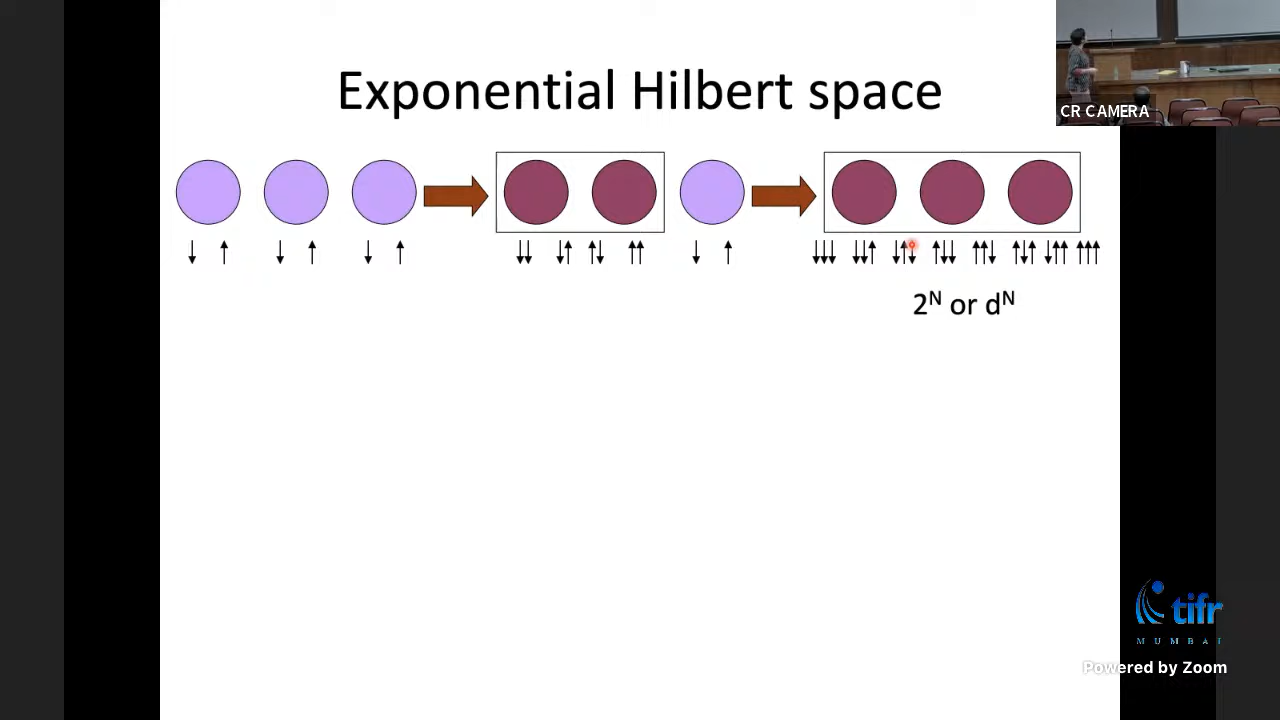 Exponential Hilbert space
CR CAMERA
↓ ↑ ↓ ↑ ↓ ↑ ↓↓ ↓↑ ↑↓ ↑↑ ↓ ↑ ↓↓↓ ↓↓↑ ↓↑↓ ↑↓↓ ↑↑↓ ↑↓↑ ↓↑↑ ↑↑↑
2ᴺ or dᴺ
tifr
MUMBAI
Powered by Zoom